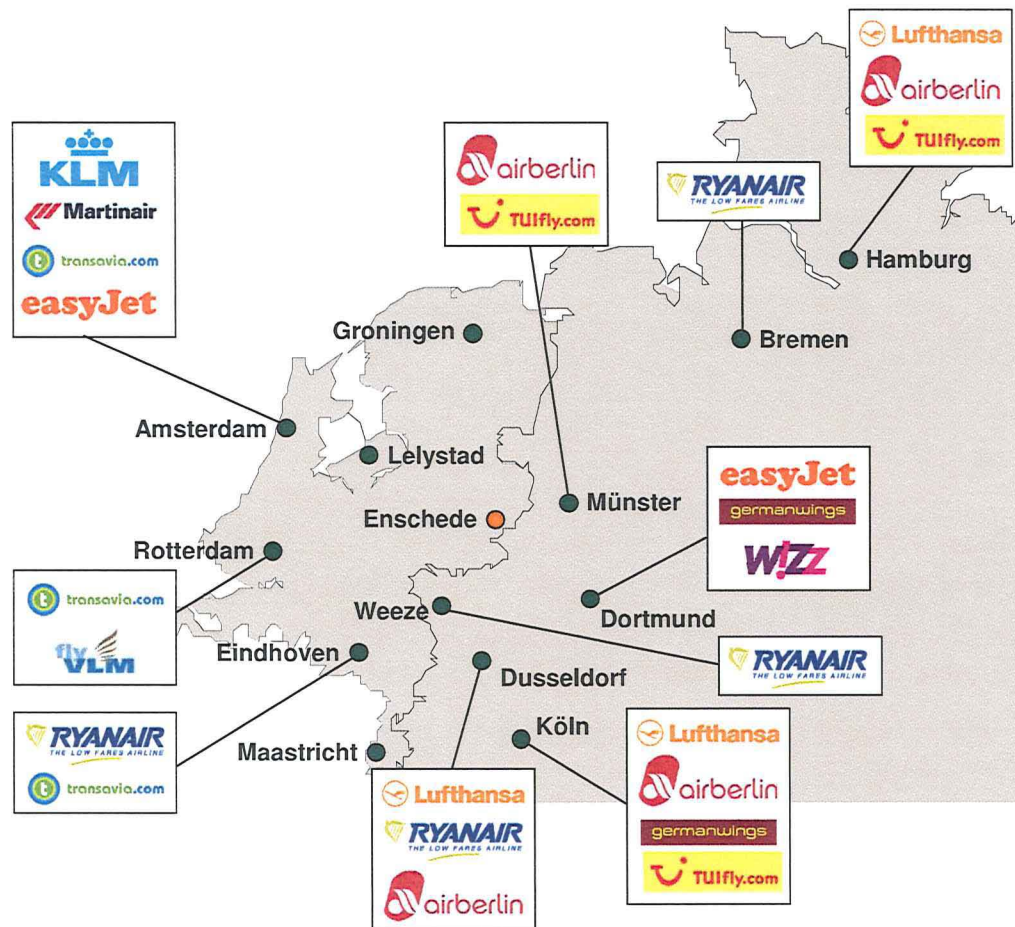 Lufthansa
airberlin
TUIfly.com
KLM
Martinair
transavia.com
easyJet
airberlin
TUIfly.com
RYANAIR
THE LOW FARES AIRLINE
Hamburg
Groningen
Bremen
Amsterdam
Lelystad
easyJet
germanwings
W!ZZ
Münster
Enschede
Rotterdam
transavia.com
fly VLM
Weeze
Dortmund
Eindhoven
RYANAIR
THE LOW FARES AIRLINE
Dusseldorf
RYANAIR
THE LOW FARES AIRLINE
transavia.com
Maastricht
Köln
Lufthansa
airberlin
germanwings
TUIfly.com
Lufthansa
RYANAIR
THE LOW FARES AIRLINE
airberlin